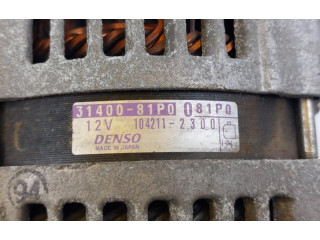 31400-81P0 081P0
12V 104211-2300
DENSO
MADE IN JAPAN
94